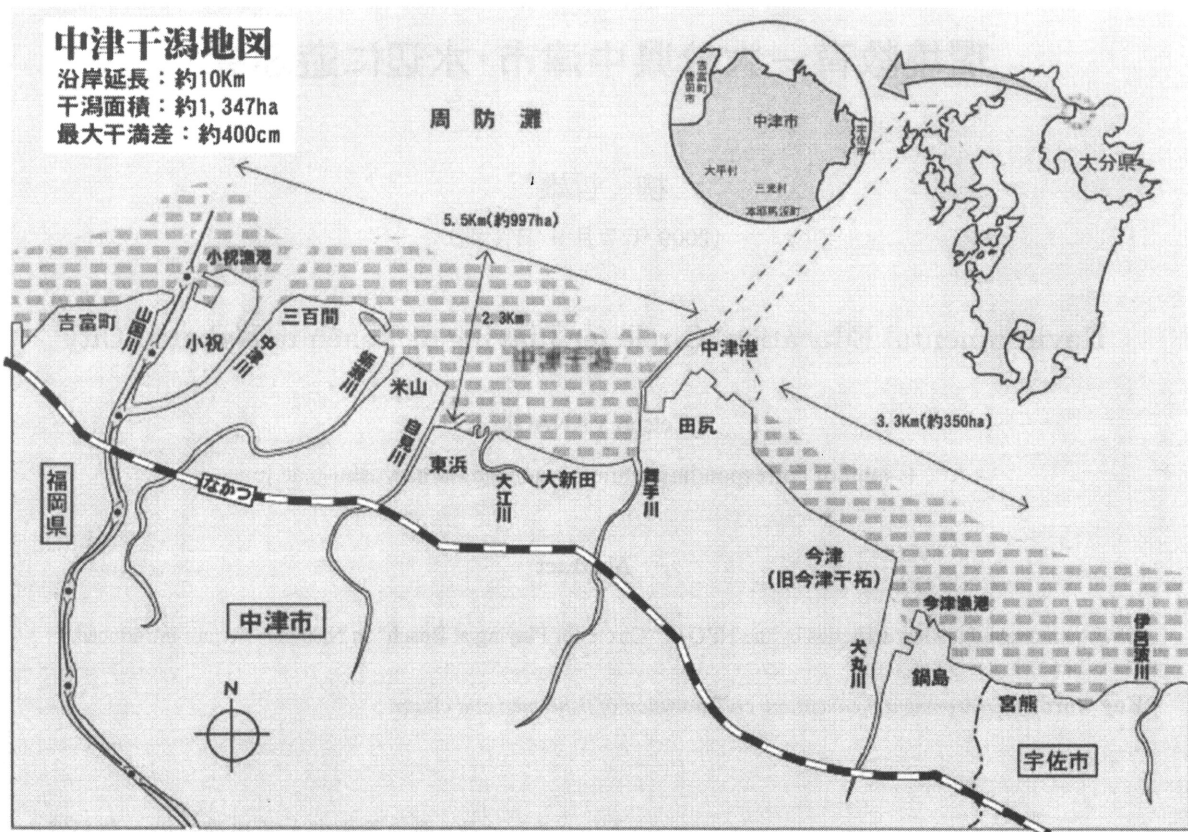 中津干潟地図
沿岸延長：約10Km
干潟面積：約1,347ha
最大干満差：約400cm
周防灘
吉富町
豊前市
中津市
宇佐市
大平村
三光村
本耶馬渓町
大分県
5.5Km(約997ha)
2.3Km
3.3Km(約350ha)
小祝漁港
吉富町
山国川
小祝
中津川
三百間
蛎瀬川
米山
自見川
東浜
大江川
大新田
舞手川
中津干潟
中津港
田尻
今津
(旧今津干拓)
今津漁港
犬丸川
鍋島
宮熊
伊呂波川
福岡県
なかつ
中津市
宇佐市
N